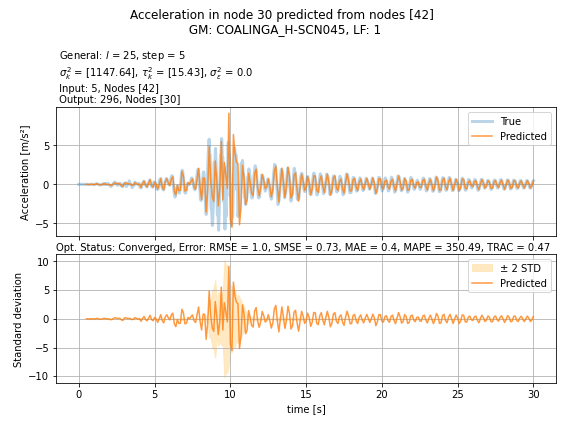 Acceleration in node 30 predicted from nodes [42]
GM: COALINGA_H-SCN045, LF: 1
General: l = 25, step = 5
σ²ₖ = [1147.64], τ²ₖ = [15.43], σ²_ε = 0.0
Input: 5, Nodes [42]
Output: 296, Nodes [30]
Acceleration [m/s²]
5
0
−5
True
Predicted
Opt. Status: Converged, Error: RMSE = 1.0, SMSE = 0.73, MAE = 0.4, MAPE = 350.49, TRAC = 0.47
Standard deviation
10
5
0
−5
−10
± 2 STD
Predicted
0 5 10 15 20 25 30
time [s]